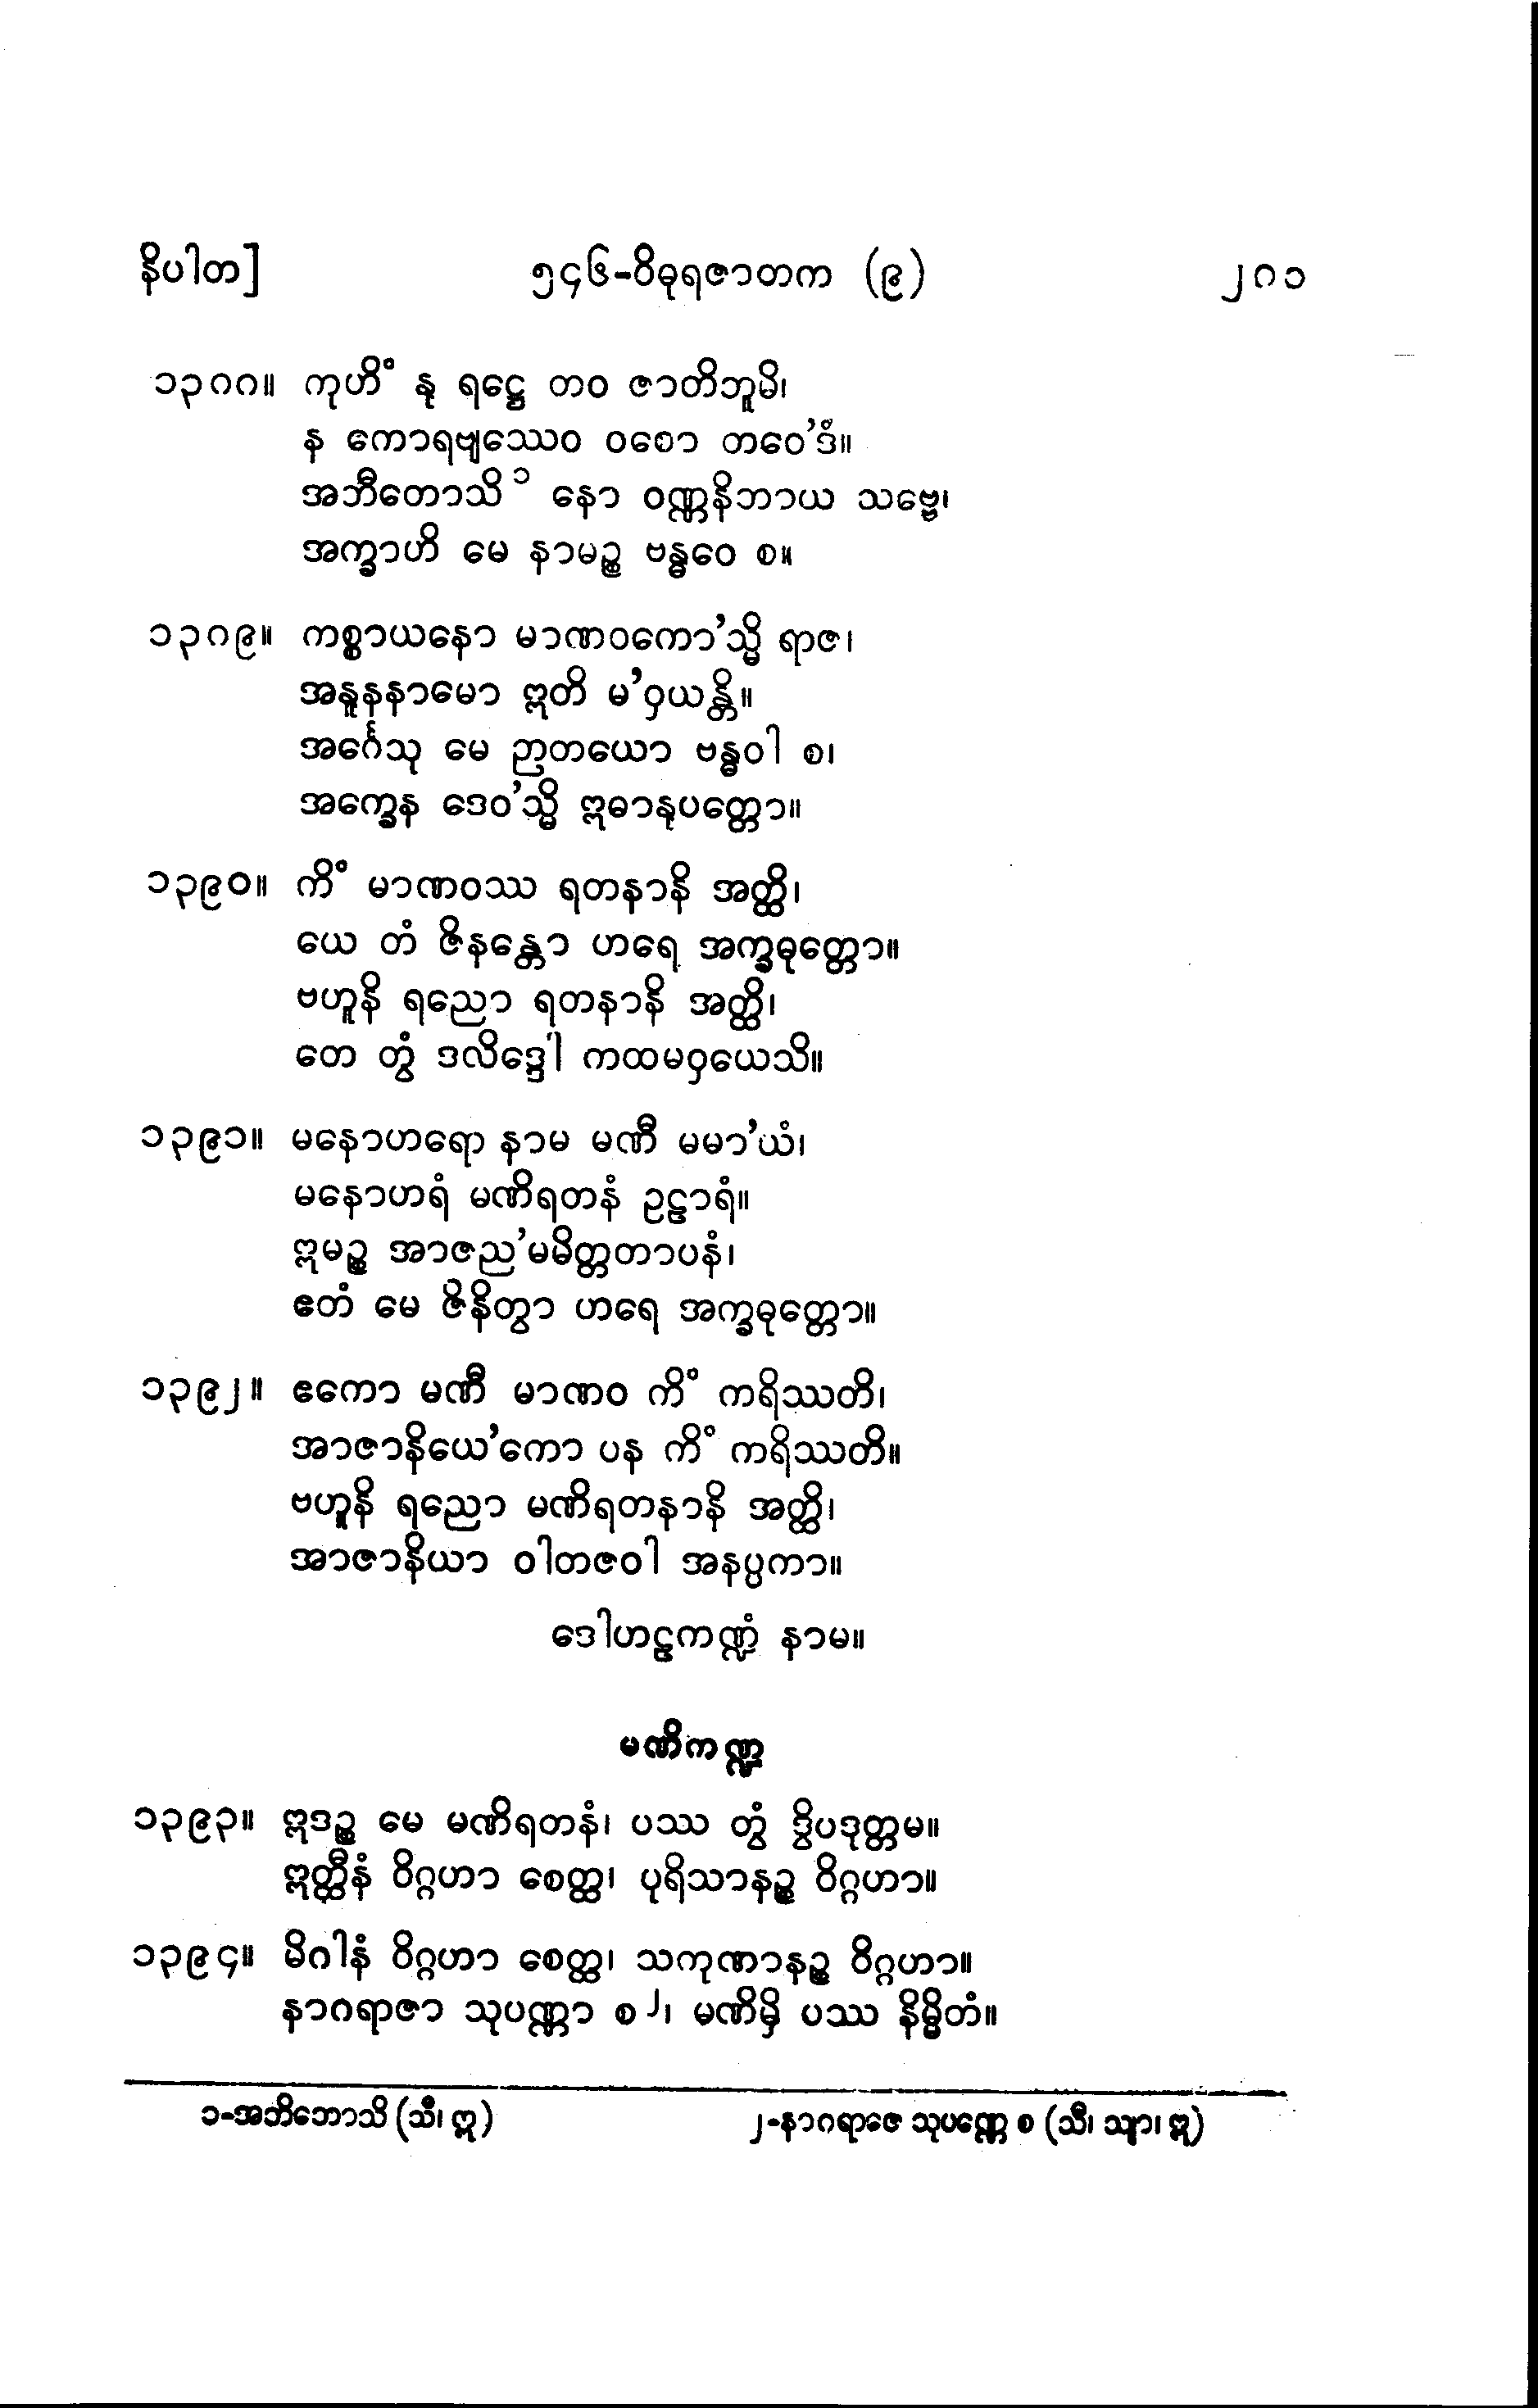 နိပါတ] ၅၄၆-ဝိဓုရဇာတက (၉) ၂၈၁
၁၃၈၈။ ကုဟိံ နု ရဋ္ဌေ တဝ ဇာတိဘူမိ၊
န ကောရဗျဿေဝ ဝစော တဝေ'ဒံ။
အဘီတောသိ ၁ နော ဝဏ္ဏနိဘာယ သဗ္ဗေ၊
အက္ခာဟိ မေ နာမဉ္စ ဗန္ဓဝေ စ။
၁၃၈၉။ ကစ္စာယနော မာဏဝကော'သ္မိ ရာဇ၊
အနူနနာမော ဣတိ မ'ဝှယန္တိ။
အင်္ဂေသု မေ ဉာတယော ဗန္ဓဝါ စ၊
အက္ခေန ဒေဝ'သ္မိ ဣဓာနုပတ္တော။
၁၃၉၀။ ကိံ မာဏဝဿ ရတနာနိ အတ္ထိ၊
ယေ တံ ဇိနန္တော ဟရေ အက္ခဓုတ္တော။
ဗဟူနိ ရညော ရတနာနိ အတ္ထိ၊
တေ တွံ ဒလိဒ္ဒေါ ကထမဝှယေသိ။
၁၃၉၁။ မနောဟရော နာမ မဏီ မမာ'ယံ၊
မနောဟရံ မဏိရတနံ ဥဠာရံ။
ဣမဉ္စ အာဇည'မမိတ္တတာပနံ၊
ဧတံ မေ ဇိနိတွာ ဟရေ အက္ခဓုတ္တော။
၁၃၉၂။ ဧကော မဏီ မာဏဝ ကိံ ကရိဿတိ၊
အာဇာနိယေ'ကော ပန ကိံ ကရိဿတိ။
ဗဟူနိ ရညော မဏိရတနာနိ အတ္ထိ၊
အာဇာနိယာ ဝါတဇဝါ အနပ္ပကာ။
ဒေါဟဠကဏ္ဍံ နာမ။
မဏိကဏ္ဍ
၁၃၉၃။ ဣဒဉ္စ မေ မဏိရတနံ၊ ပဿ တွံ ဒွိပဒုတ္တမ။
ဣတ္ထီနံ ဝိဂ္ဂဟာ စေတ္ထ၊ ပုရိသာနဉ္စ ဝိဂ္ဂဟာ။
၁၃၉၄။ မိဂါနံ ဝိဂ္ဂဟာ စေတ္ထ၊ သကုဏာနဉ္စ ဝိဂ္ဂဟာ။
နာဂရာဇာ သုပဏ္ဏာ စ ၂၊ မဏိမှိ ပဿ နိမ္မိတံ။
၁-အဘိဘောသိ (သီ၊ ဣ) ၂-နာဂရာဇေ သုပဏ္ဏေ စ (သီ၊ သျာ၊ ဣ)